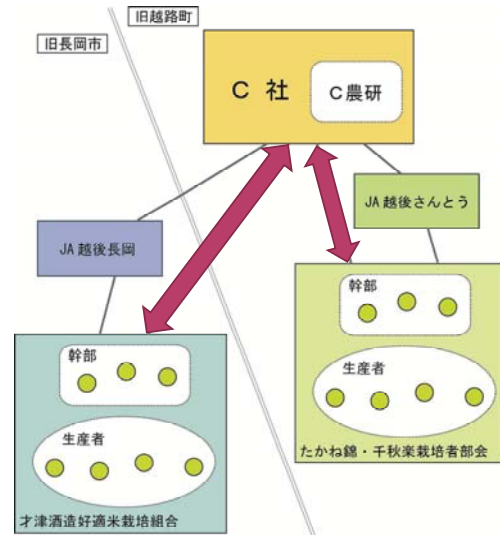 旧越路町
旧長岡市
C 社
C農研
JA越後さんとう
JA越後長岡
幹部
生産者
たかね錦・千秋楽栽培者部会
幹部
生産者
才津酒造好適米栽培組合